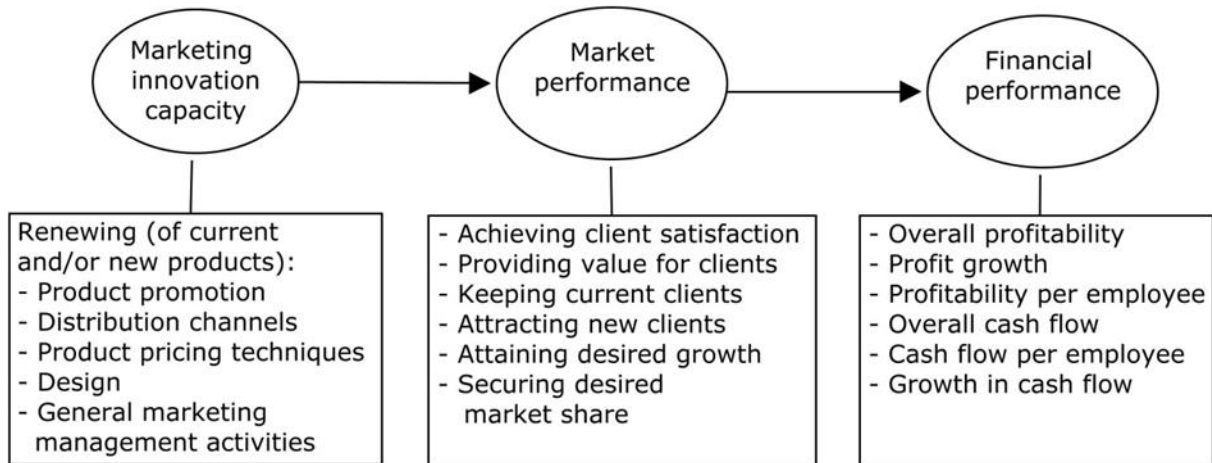 Marketing
innovation
capacity
Market
performance
Financial
performance
Renewing (of current
and/or new products):
- Product promotion
- Distribution channels
- Product pricing techniques
- Design
- General marketing
management activities
- Achieving client satisfaction
- Providing value for clients
- Keeping current clients
- Attracting new clients
- Attaining desired growth
- Securing desired
market share
- Overall profitability
- Profit growth
- Profitability per employee
- Overall cash flow
- Cash flow per employee
- Growth in cash flow